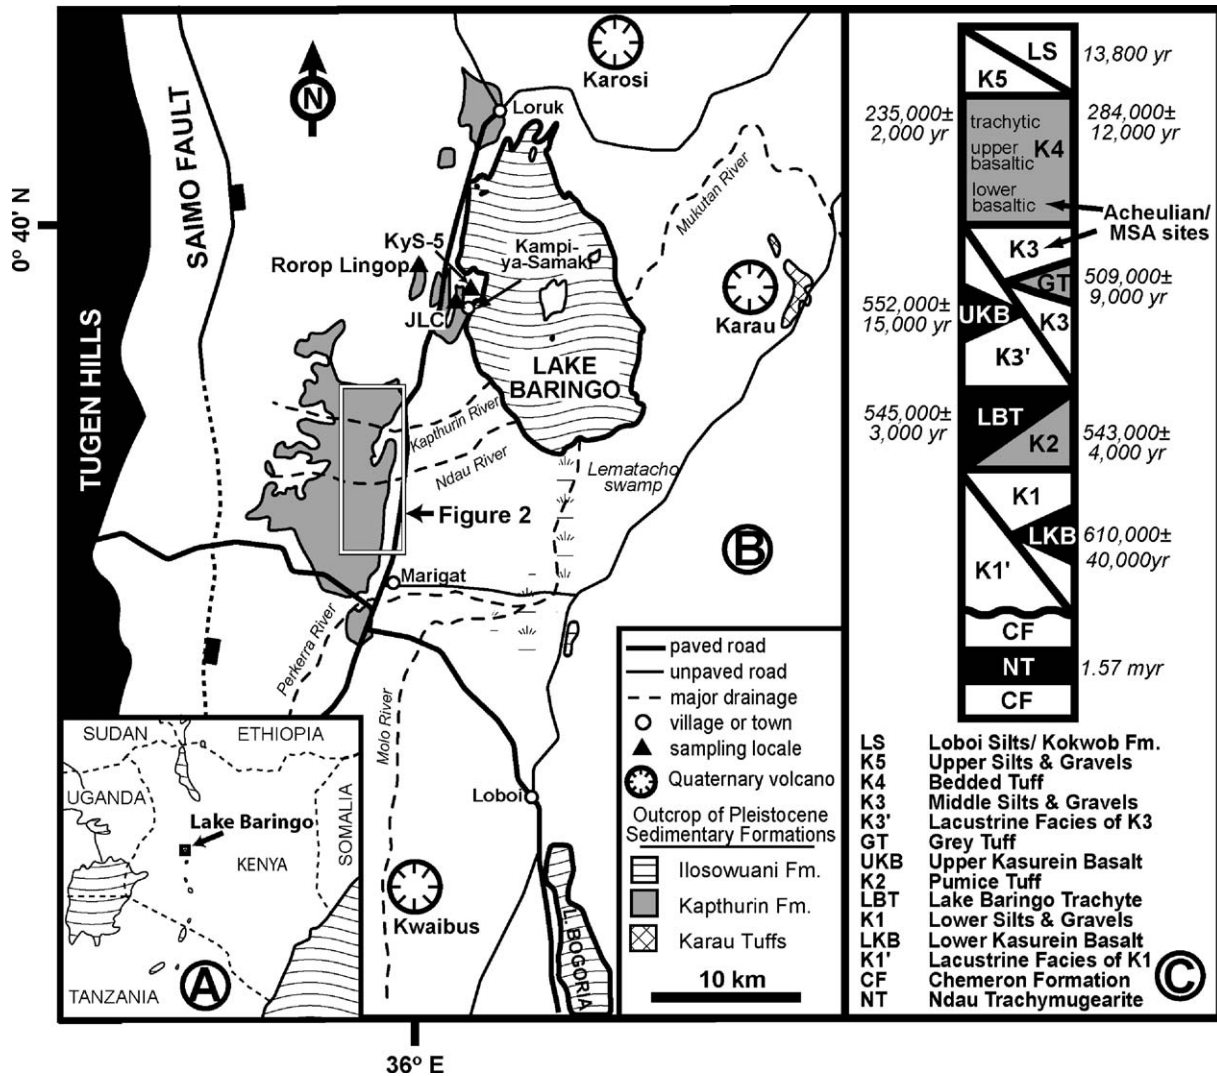 Karosi
N
Loruk
SAIMO FAULT
Mukutan River
0º 40' N
KyS-5
Kampi-
ya-Samaki
Rorop Lingop
JLC
Karau
LAKE
BARINGO
TUGEN HILLS
Kapthurin River
Ndau River
Lematacho
swamp
Figure 2
B
Marigat
Perkerra River
Molo River
Loboi
Kwaibus
L. BOGORIA
36º E
paved road
unpaved road
major drainage
village or town
sampling locale
Quaternary volcano
Outcrop of Pleistocene
Sedimentary Formations
Ilosowuani Fm.
Kapthurin Fm.
Karau Tuffs
10 km
SUDAN
ETHIOPIA
UGANDA
SOMALIA
Lake Baringo
KENYA
TANZANIA
A
LS
13,800 yr
K5
235,000±
2,000 yr
284,000±
12,000 yr
trachytic
upper
basaltic
K4
lower
basaltic
Acheulian/
MSA sites
K3
GT
509,000±
9,000 yr
552,000±
15,000 yr
UKB
K3
K3'
545,000±
3,000 yr
LBT
K2
543,000±
4,000 yr
K1
LKB
610,000±
40,000yr
K1'
CF
NT
1.57 myr
CF
LS Loboi Silts/ Kokwob Fm.
K5 Upper Silts & Gravels
K4 Bedded Tuff
K3 Middle Silts & Gravels
K3' Lacustrine Facies of K3
GT Grey Tuff
UKB Upper Kasurein Basalt
K2 Pumice Tuff
LBT Lake Baringo Trachyte
K1 Lower Silts & Gravels
LKB Lower Kasurein Basalt
K1' Lacustrine Facies of K1
CF Chemeron Formation
NT Ndau Trachymugearite
C